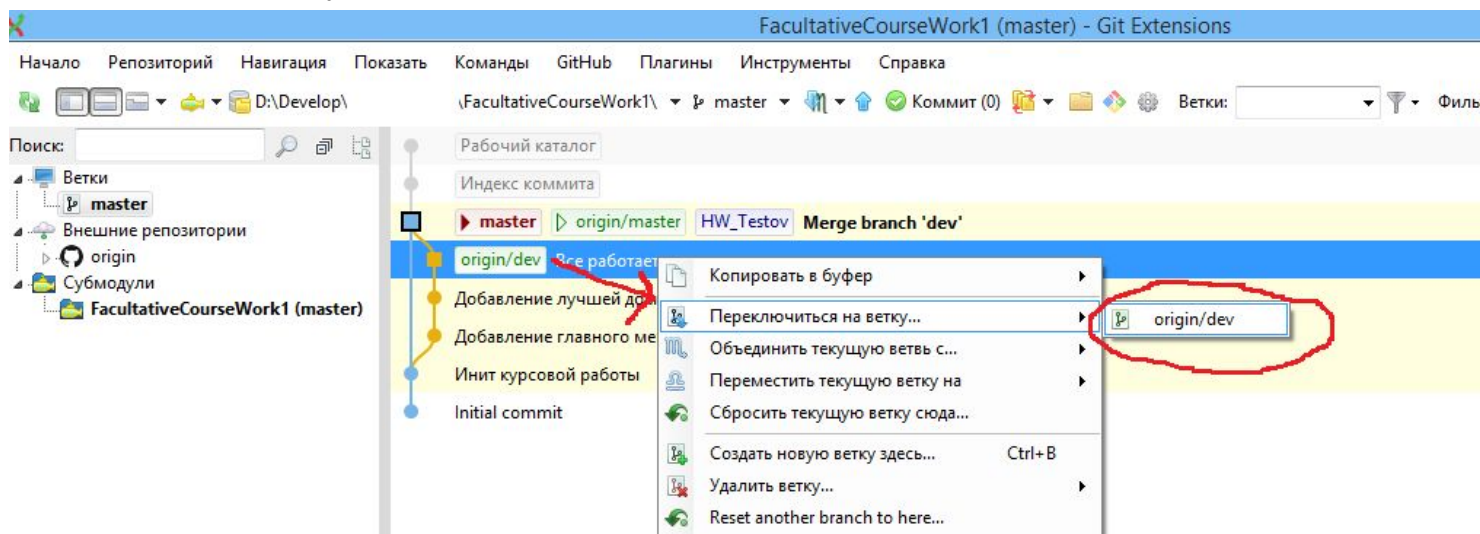 FacultativeCourseWork1 (master) - Git Extensions
Начало Репозиторий Навигация Показать Команды GitHub Плагины Инструменты Справка
D:\Develop\ \FacultativeCourseWork1\ master Коммит (0) Ветки: Филь
Поиск:
Рабочий каталог
Ветки
Индекс коммита
master
master origin/master HW_Testov Merge branch 'dev'
Внешние репозитории
origin
origin/dev Все работает
Копировать в буфер
Субмодули
FacultativeCourseWork1 (master)
Добавление лучшей до
Переключиться на ветку... origin/dev
Добавление главного ме
Объединить текущую ветвь с...
Инит курсовой работы
Переместить текущую ветку на
Initial commit
Сбросить текущую ветку сюда...
Создать новую ветку здесь... Ctrl+B
Удалить ветку...
Reset another branch to here...